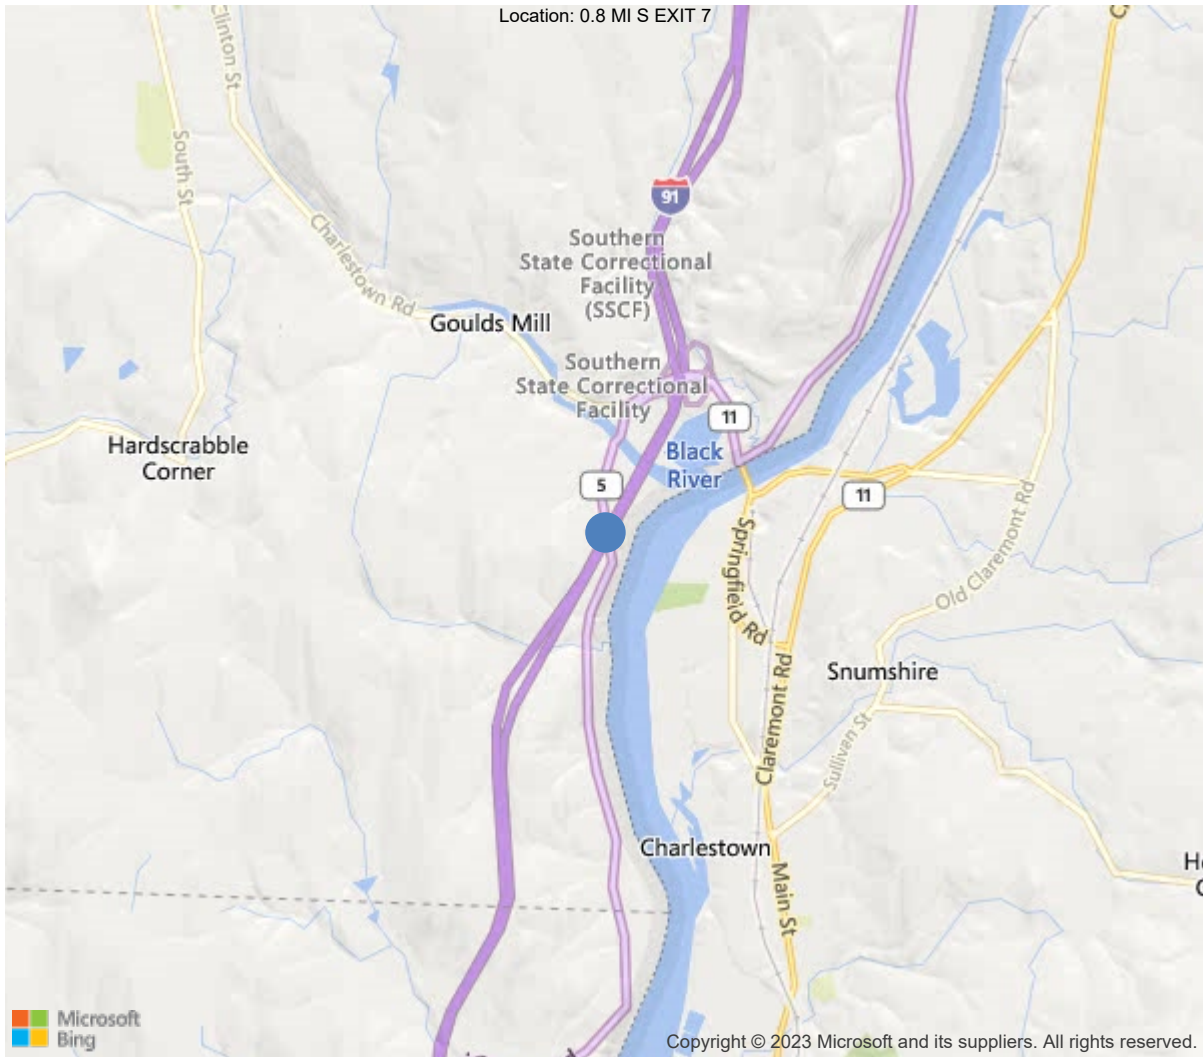 Location: 0.8 MI S EXIT 7
Clinton St
South St
91
Southern
State Correctional
Facility
(SSCF)
Charlestown Rd
Goulds Mill
Southern
State Correctional
Facility
11
Hardscrabble
Corner
Black
River
5
11
Springfield Rd
Old Claremont Rd
Snumshire
Claremont Rd
Sullivan St
Charlestown
Main St
Microsoft
Bing
Copyright © 2023 Microsoft and its suppliers. All rights reserved.